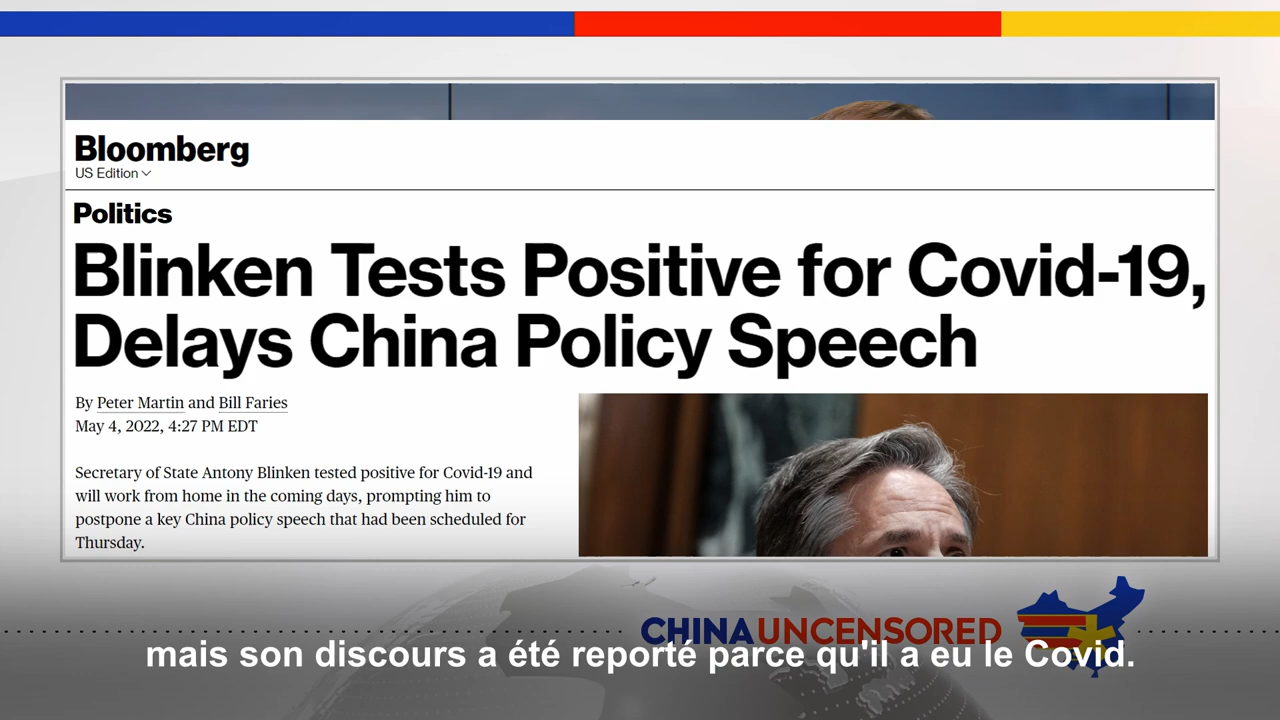 Bloomberg
US Edition
Politics
Blinken Tests Positive for Covid-19,
Delays China Policy Speech
By Peter Martin and Bill Faries
May 4, 2022, 4:27 PM EDT
Secretary of State Antony Blinken tested positive for Covid-19 and
will work from home in the coming days, prompting him to
postpone a key China policy speech that had been scheduled for
Thursday.
CHINA UNCENSORED
mais son discours a été reporté parce qu'il a eu le Covid.